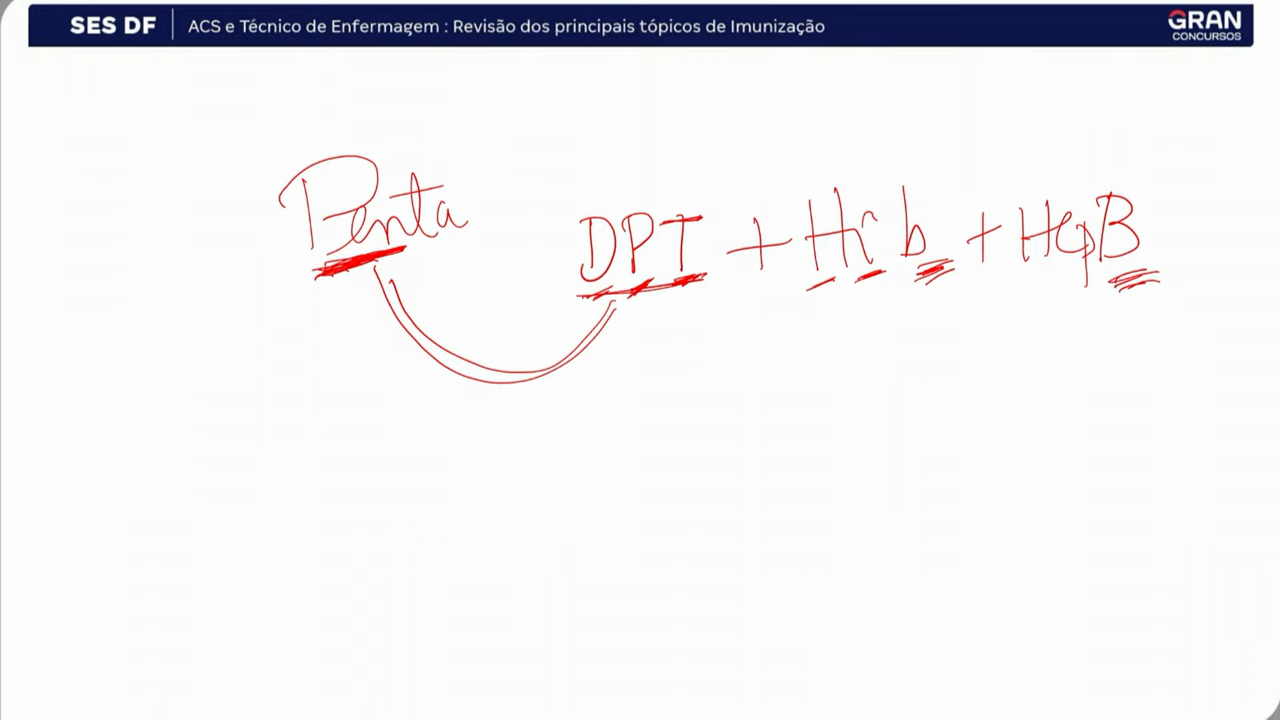 SES DF ACS e Técnico de Enfermagem : Revisão dos principais tópicos de Imunização GRAN CONCURSOS
Penta DPT + Hib + HepB